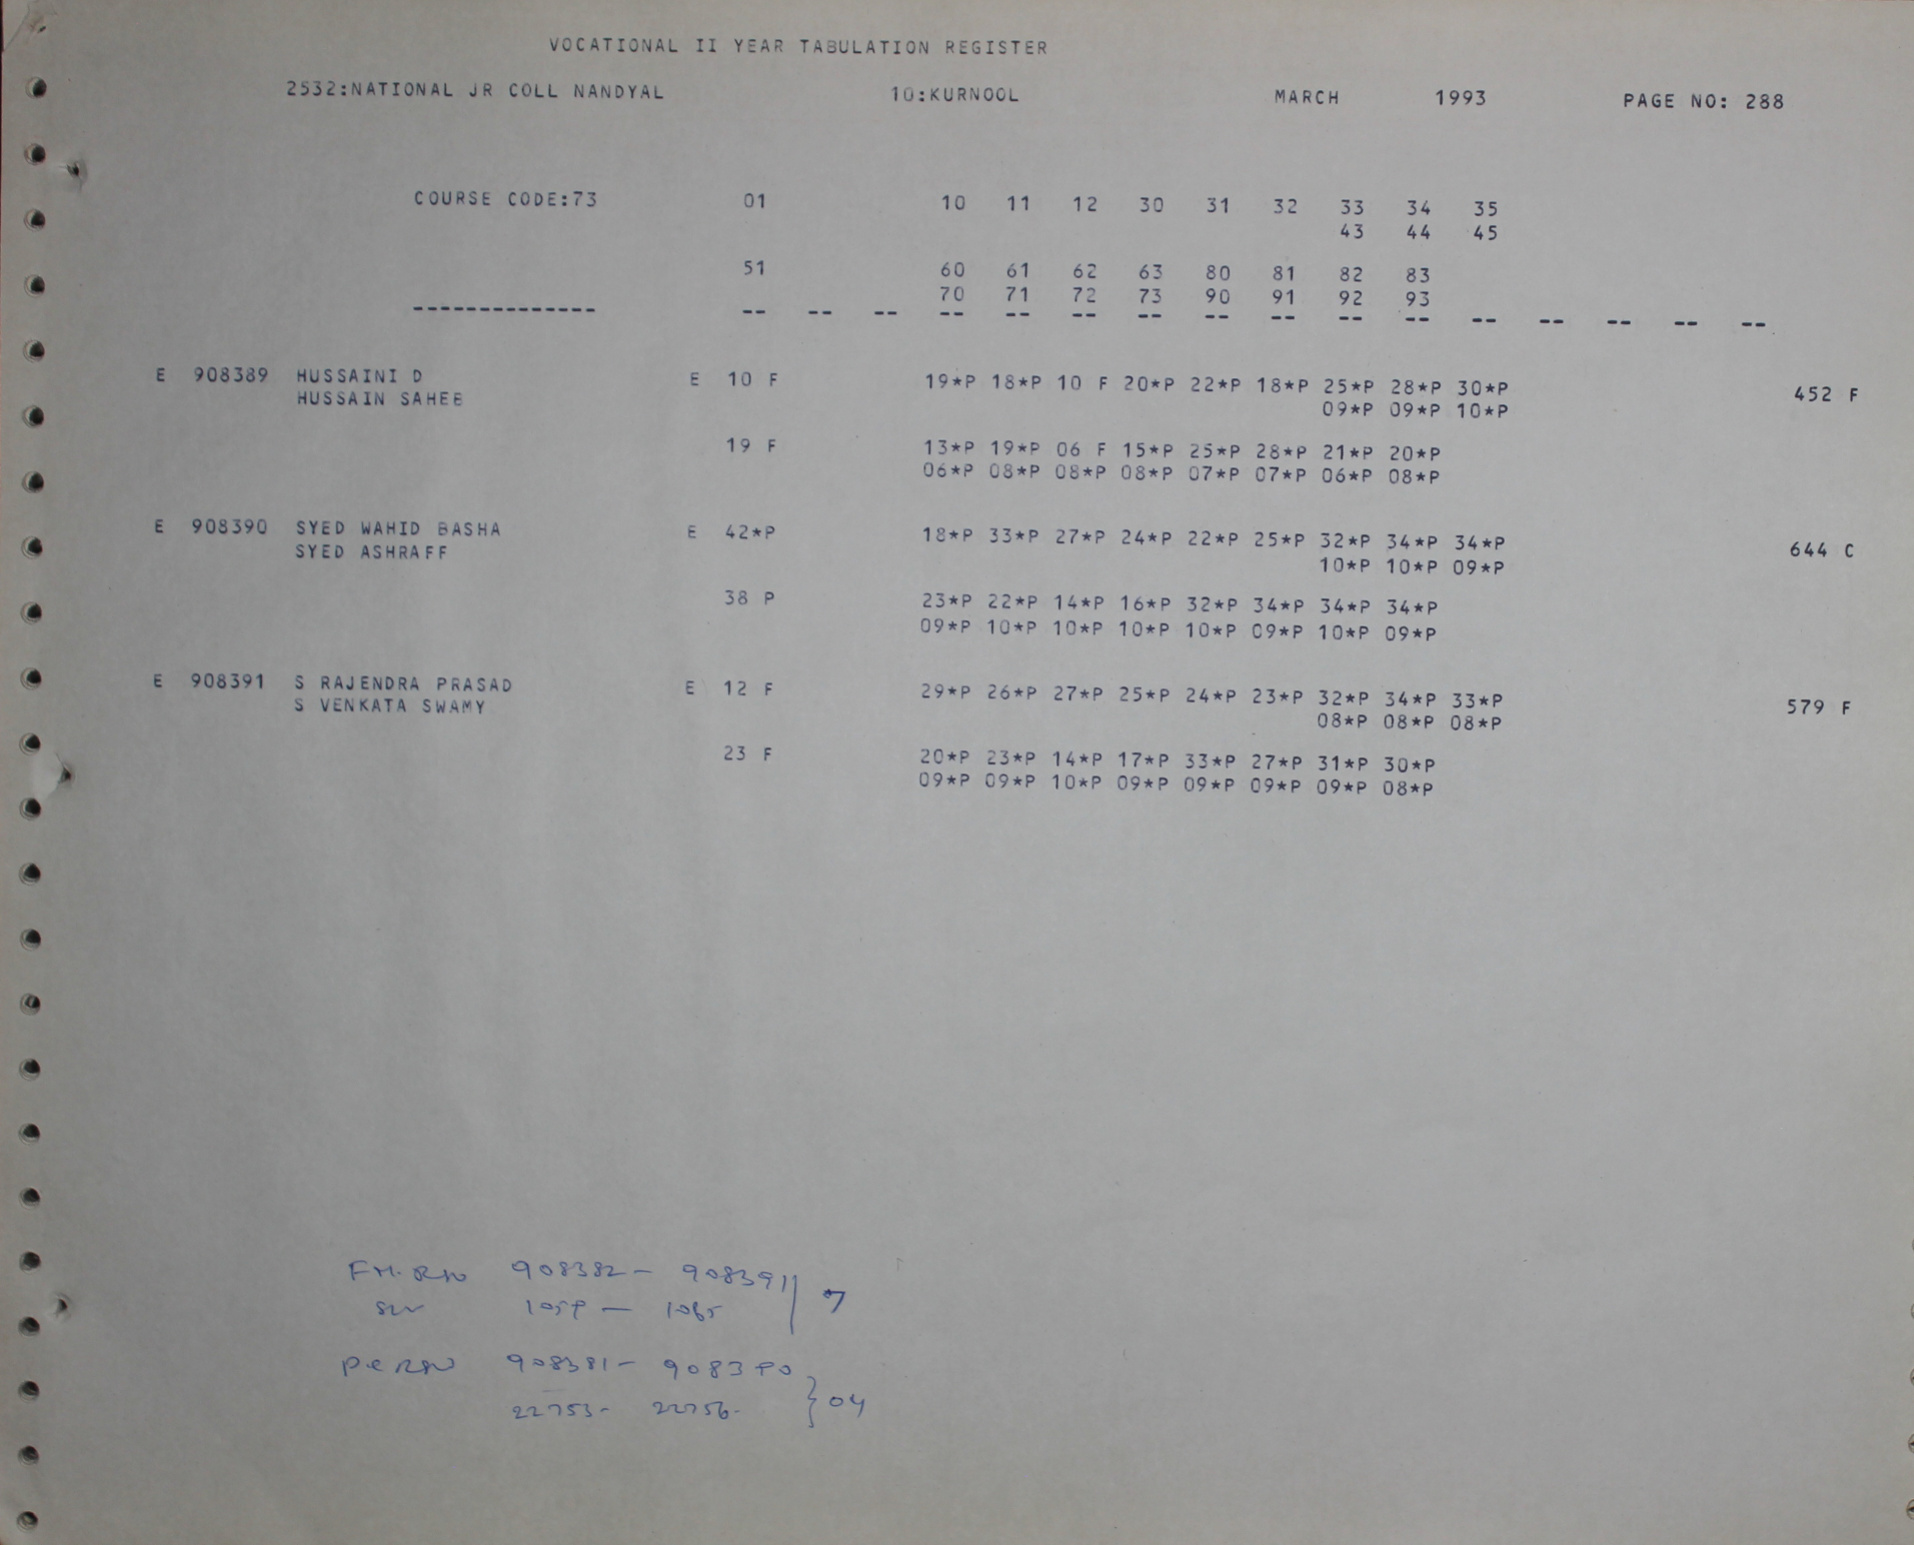 VOCATIONAL II YEAR TABULATION REGISTER
2532:NATIONAL JR COLL NANDYAL 10:KURNOOL MARCH 1993 PAGE NO: 288
COURSE CODE:73 01 10 11 12 30 31 32 33 34 35
43 44 45
51 60 61 62 63 80 81 82 83
70 71 72 73 90 91 92 93
-------------- -- -- -- -- -- -- -- -- -- -- -- -- -- -- -- --
E 908389 HUSSAINI D E 10 F 19*P 18*P 10 F 20*P 22*P 18*P 25*P 28*P 30*P 452 F
HUSSAIN SAHEB 09*P 09*P 10*P
19 F 13*P 19*P 06 F 15*P 25*P 28*P 21*P 20*P
06*P 08*P 08*P 08*P 07*P 07*P 06*P 08*P
E 908390 SYED WAHID BASHA E 42*P 18*P 33*P 27*P 24*P 22*P 25*P 32*P 34*P 34*P 644 C
SYED ASHRAFF 10*P 10*P 09*P
38 P 23*P 22*P 14*P 16*P 32*P 34*P 34*P 34*P
09*P 10*P 10*P 10*P 10*P 09*P 10*P 09*P
E 908391 S RAJENDRA PRASAD E 12 F 29*P 26*P 27*P 25*P 24*P 23*P 32*P 34*P 33*P 579 F
S VENKATA SWAMY 08*P 08*P 08*P
23 F 20*P 23*P 14*P 17*P 33*P 27*P 31*P 30*P
09*P 09*P 10*P 09*P 09*P 09*P 09*P 08*P
908382 - 908391 7
1059 - 1065
908381 - 908390
22753 - 22756 04